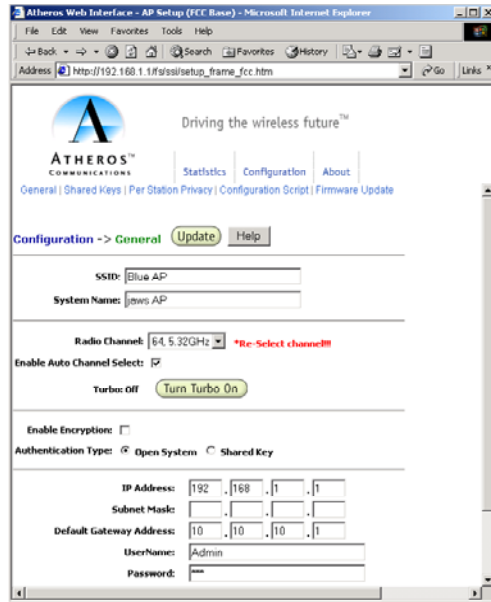 Atheros Web Interface - AP Setup (FCC Base) - Microsoft Internet Explorer
File Edit View Favorites Tools Help
Back Search Favorites History
Address http://192.168.1.1/fs/ssi/setup_frame_fcc.htm Go Links »
Driving the wireless future™
ATHEROS™
COMMUNICATIONS
Statistics Configuration About
General | Shared Keys | Per Station Privacy | Configuration Script | Firmware Update
Configuration -> General Update Help
SSID: Blue AP
System Name: jaws AP
Radio Channel: 64, 5.32GHz *Re-Select channel!!!
Enable Auto Channel Select:
Turbo: Off Turn Turbo On
Enable Encryption:
Authentication Type: Open System Shared Key
IP Address: 192 . 168 . 1 . 1
Subnet Mask: . . .
Default Gateway Address: 10 . 10 . 10 . 1
UserName: Admin
Password: ****